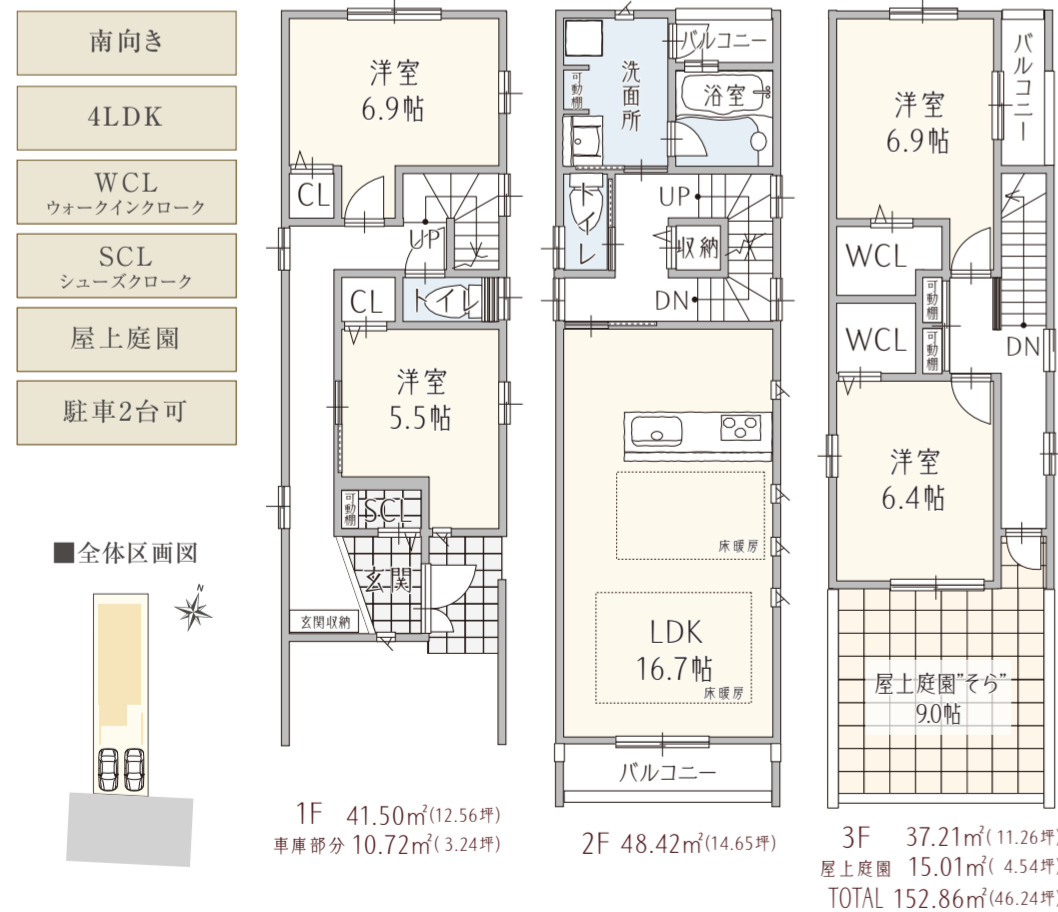 南向き
4LDK
WCL
ウォークインクローク
SCL
シューズクローク
屋上庭園
駐車2台可
■全体区画図
N
洋室
6.9帖
CL
UP
CL
トイレ
洋室
5.5帖
可動棚
SCL
玄関
玄関収納
1F 41.50㎡(12.56坪)
車庫部分 10.72㎡( 3.24坪)
バルコニー
洗面所
可動棚
浴室
トイレ
UP
収納
DN
床暖房
LDK
16.7帖
床暖房
バルコニー
2F 48.42㎡(14.65坪)
バルコニー
洋室
6.9帖
WCL
可動棚
WCL
可動棚
DN
洋室
6.4帖
屋上庭園"そら"
9.0帖
3F 37.21㎡( 11.26坪)
屋上庭園 15.01㎡( 4.54坪)
TOTAL 152.86㎡(46.24坪)